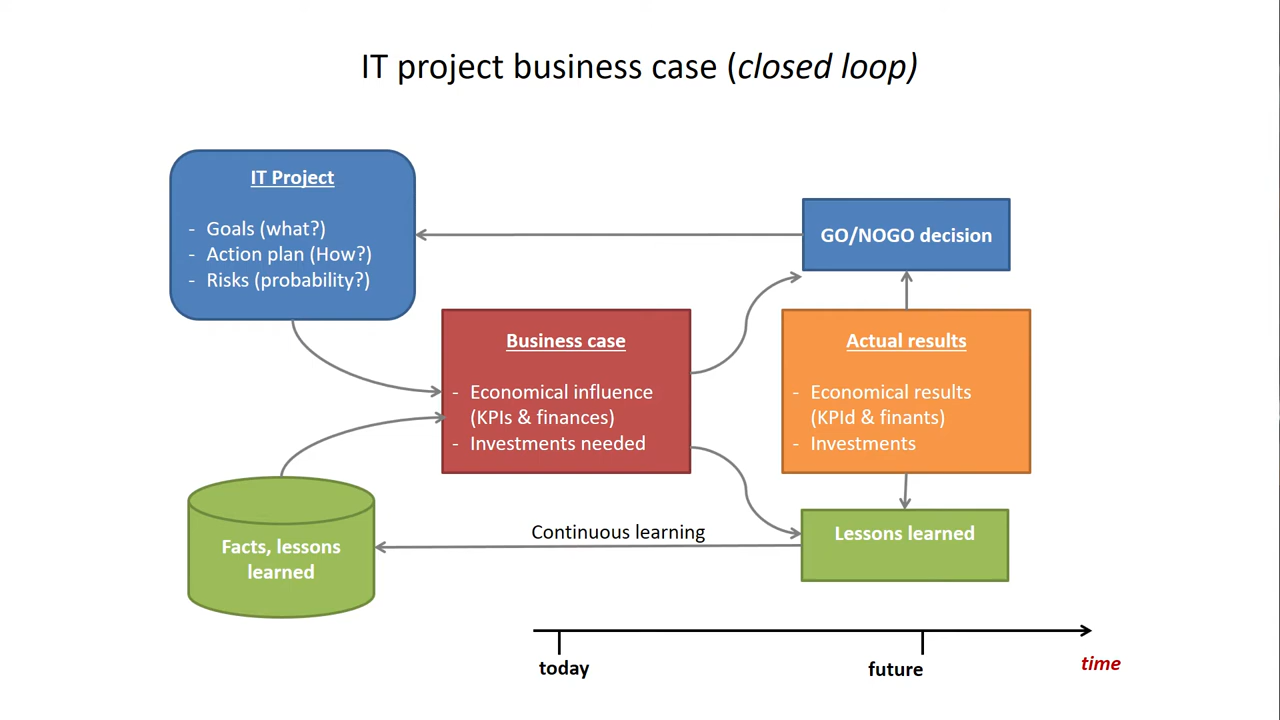 IT project business case (closed loop)
IT Project
- Goals (what?)
- Action plan (How?)
- Risks (probability?)
GO/NOGO decision
Business case
- Economical influence
(KPIs & finances)
- Investments needed
Actual results
- Economical results
(KPId & finants)
- Investments
Facts, lessons
learned
Continuous learning
Lessons learned
today
future
time